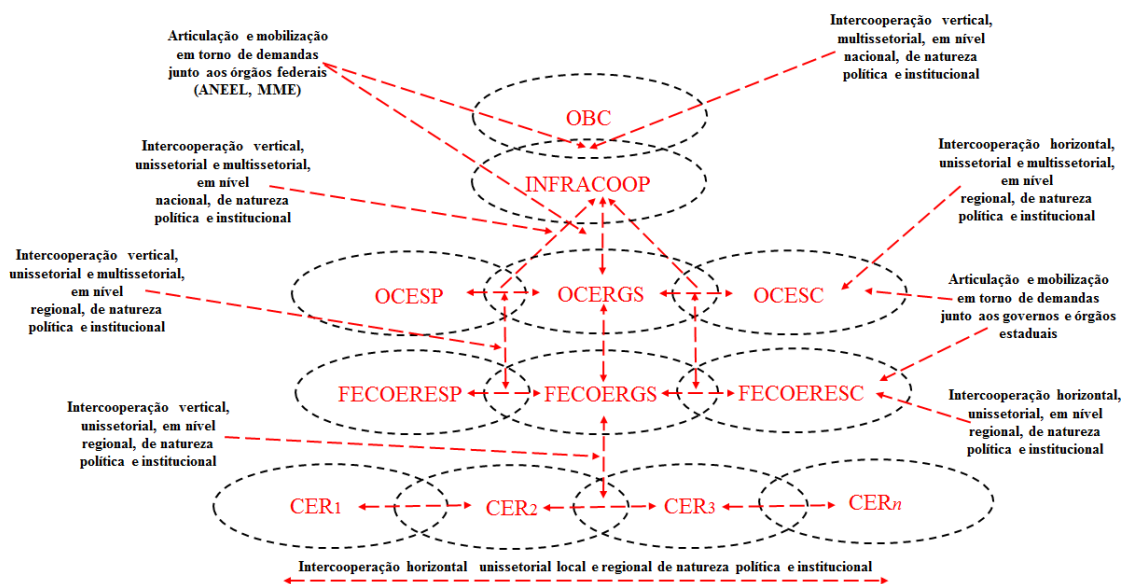 Articulação e mobilização
em torno de demandas
junto aos órgãos federais
(ANEEL, MME)
Intercooperação vertical,
multissetorial, em nível
nacional, de natureza
política e institucional
OBC
Intercooperação vertical,
unissetorial e multissetorial,
em nível
nacional, de natureza
política e institucional
INFRACOOP
Intercooperação horizontal,
unissetorial e multissetorial,
em nível
regional, de natureza
política e institucional
Intercooperação vertical,
unissetorial e multissetorial,
em nível
regional, de natureza
política e institucional
OCESP
OCERGS
OCESC
Articulação e mobilização
em torno de demandas
junto aos governos e órgãos
estaduais
FECOERESP
FECOERGS
FECOERESC
Intercooperação vertical,
unissetorial, em nível
regional, de natureza
política e institucional
Intercooperação horizontal,
unissetorial, em nível
regional, de natureza
política e institucional
CER1
CER2
CER3
CERn
Intercooperação horizontal unissetorial local e regional de natureza política e institucional